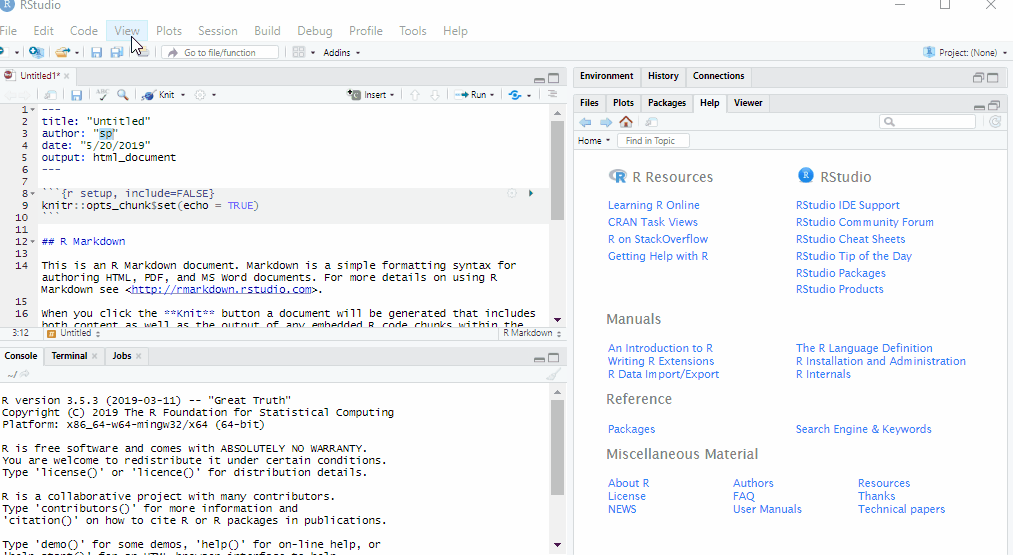 RStudio
File Edit Code View Plots Session Build Debug Profile Tools Help
Go to file/function Addins Project: (None)
Untitled1*
Knit Insert Run
1 ---
2 title: "Untitled"
3 author: "sp"
4 date: "5/20/2019"
5 output: html_document
6 ---
7
8 ```{r setup, include=FALSE}
9 knitr::opts_chunk$set(echo = TRUE)
10 ```
11
12 ## R Markdown
13
14 This is an R Markdown document. Markdown is a simple formatting syntax for
authoring HTML, PDF, and MS Word documents. For more details on using R
Markdown see <http://rmarkdown.rstudio.com>.
15
16 When you click the **Knit** button a document will be generated that includes
both content as well as the output of any embedded R code chunks within the
3:12 # Untitled R Markdown
Console Terminal Jobs
~/
R version 3.5.3 (2019-03-11) -- "Great Truth"
Copyright (C) 2019 The R Foundation for Statistical Computing
Platform: x86_64-w64-mingw32/x64 (64-bit)
R is free software and comes with ABSOLUTELY NO WARRANTY.
You are welcome to redistribute it under certain conditions.
Type 'license()' or 'licence()' for distribution details.
R is a collaborative project with many contributors.
Type 'contributors()' for more information and
'citation()' on how to cite R or R packages in publications.
Type 'demo()' for some demos, 'help()' for on-line help, or
'help.start()' for an HTML browser interface to help.
Environment History Connections
Files Plots Packages Help Viewer
Home Find in Topic
R Resources
Learning R Online
CRAN Task Views
R on StackOverflow
Getting Help with R
RStudio
RStudio IDE Support
RStudio Community Forum
RStudio Cheat Sheets
RStudio Tip of the Day
RStudio Packages
RStudio Products
Manuals
An Introduction to R The R Language Definition
Writing R Extensions R Installation and Administration
R Data Import/Export R Internals
Reference
Packages Search Engine & Keywords
Miscellaneous Material
About R Authors Resources
License FAQ Thanks
NEWS User Manuals Technical papers